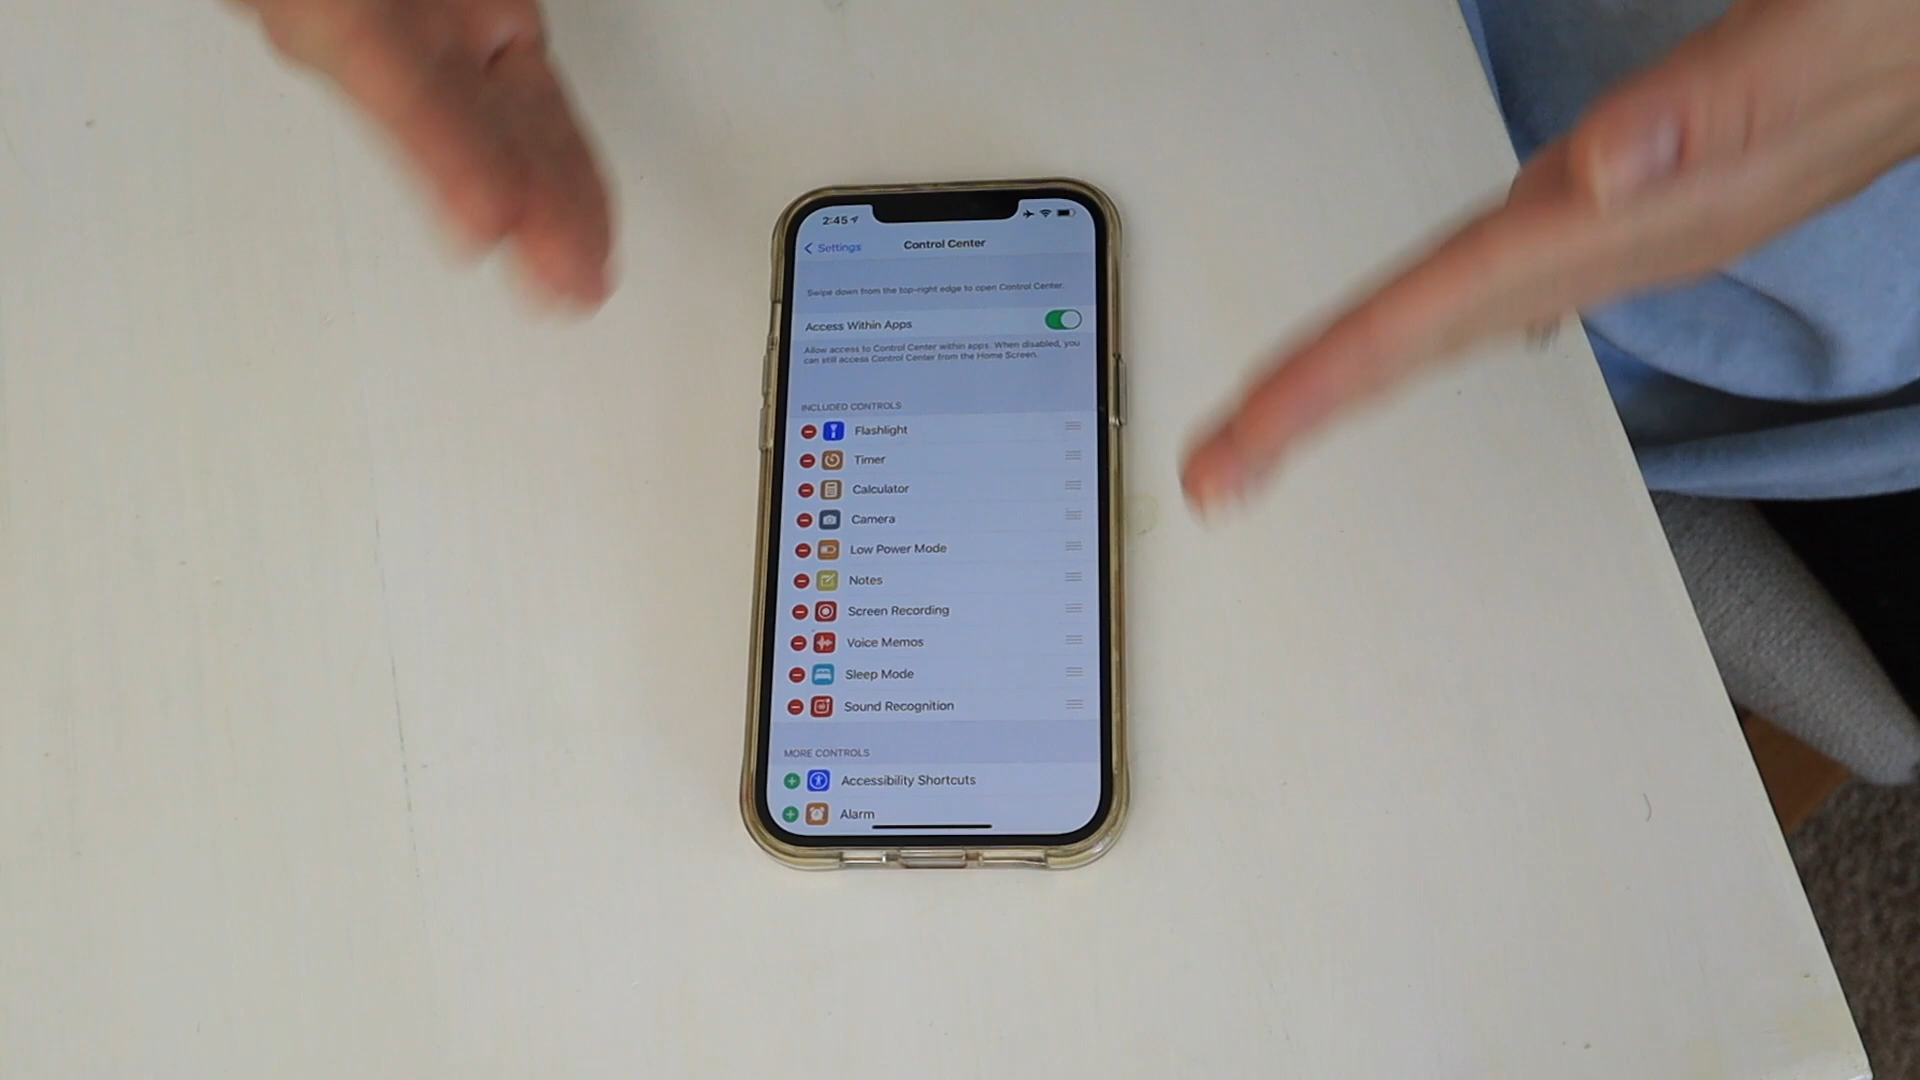 2:45
Settings
Control Center
Swipe down from the top-right edge to open Control Center.
Access Within Apps
Allow access to Control Center within apps. When disabled, you
can still access Control Center from the Home Screen.
INCLUDED CONTROLS
Flashlight
Timer
Calculator
Camera
Low Power Mode
Notes
Screen Recording
Voice Memos
Sleep Mode
Sound Recognition
MORE CONTROLS
Accessibility Shortcuts
Alarm